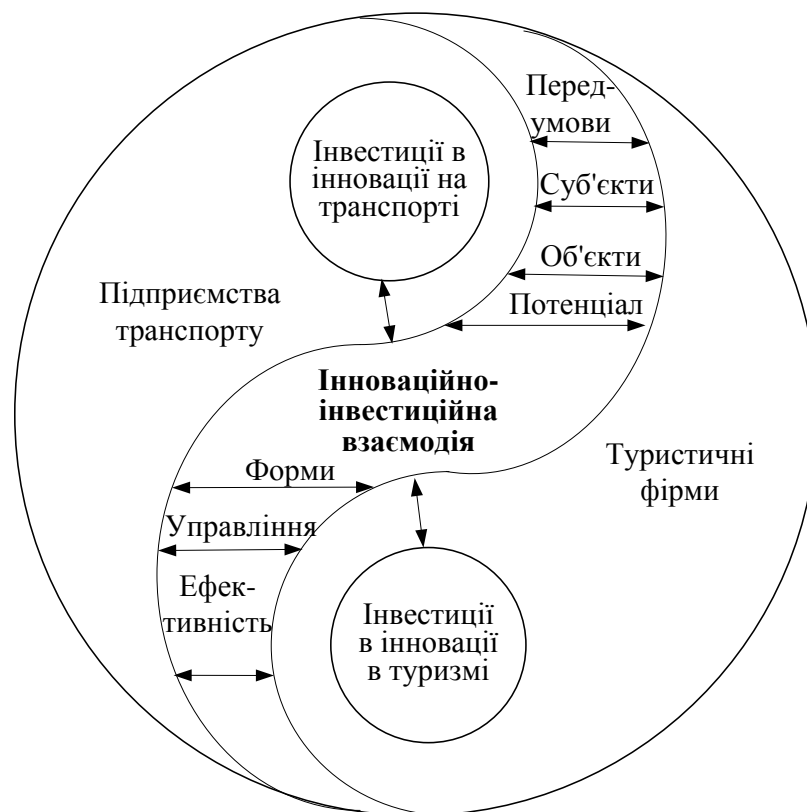 Перед-
умови
Інвестиції в
інновації на
транспорті
Суб'єкти
Об'єкти
Підприємства
транспорту
Потенціал
Інноваційно-
інвестиційна
взаємодія
Форми
Туристичні
фірми
Управління
Ефек-
тивність
Інвестиції
в інновації
в туризмі